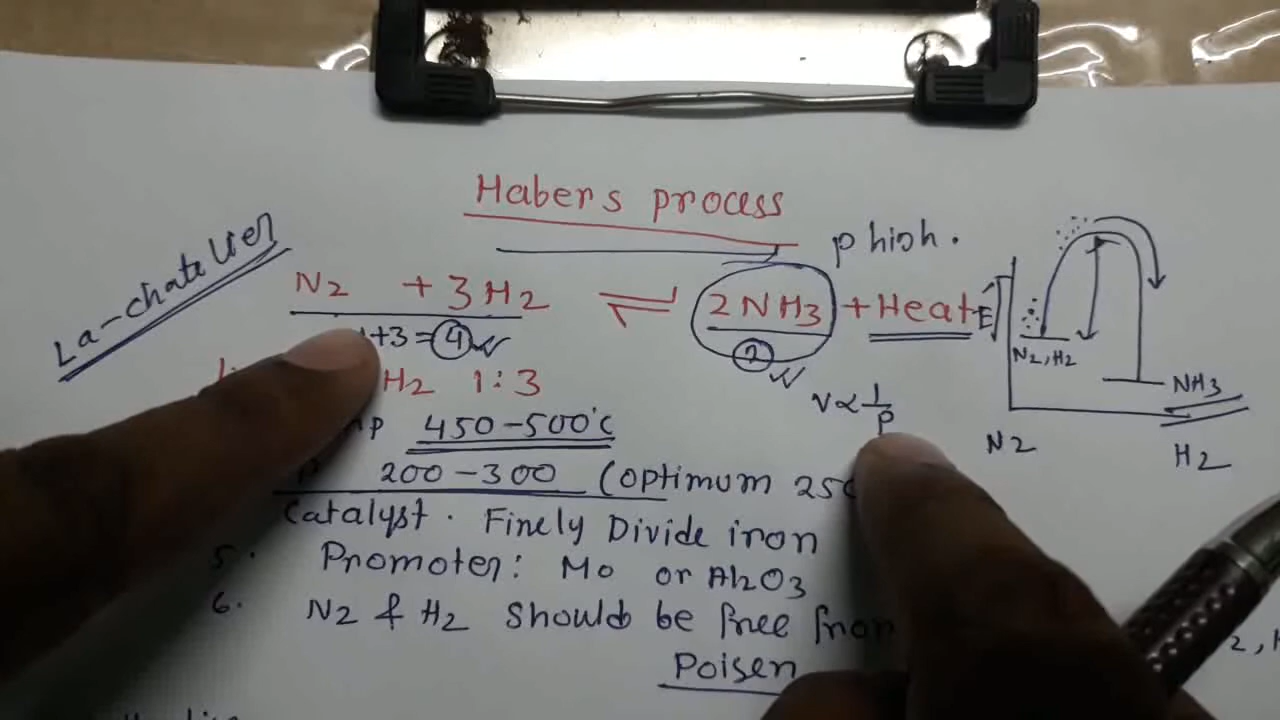 Habers process
La-chatelier
P high.
N2 + 3H2 ⇌ 2NH3 + Heat
1+3 = 4
2
E
N2, H2
NH3
H2 1:3
V ∝ 1/P
N2
H2
450-500°C
P 200-300 (optimum 250
Catalyst. Finely Divide iron
5. Promoter: Mo or Al2O3
6. N2 & H2 should be free from
Poisen